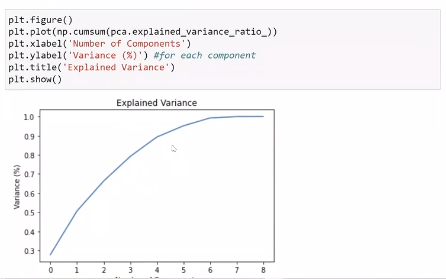 plt.figure()
plt.plot(np.cumsum(pca.explained_variance_ratio_))
plt.xlabel('Number of Components')
plt.ylabel('Variance (%)') #for each component
plt.title('Explained Variance')
plt.show()
Explained Variance
1.0
0.9
0.8
0.7
0.6
0.5
0.4
0.3
Variance (%)
0 1 2 3 4 5 6 7 8